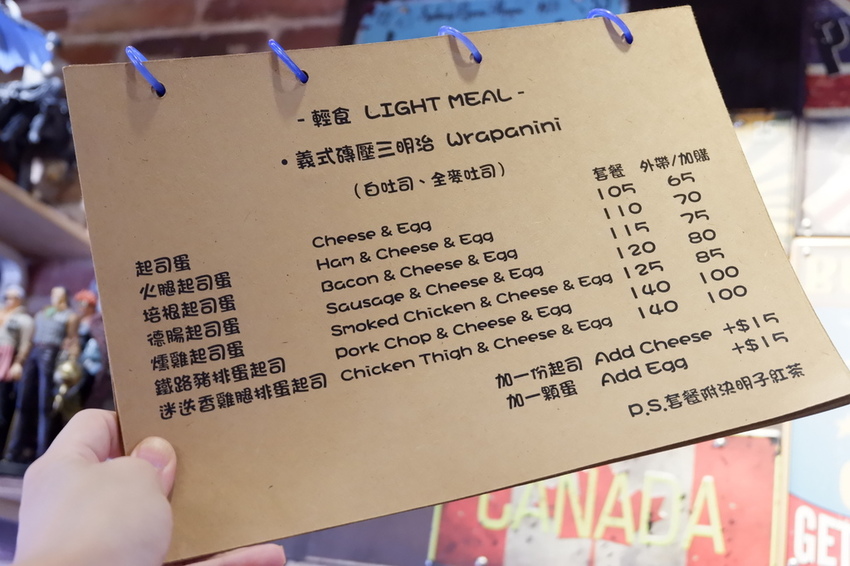 - 輕食 LIGHT MEAL -
• 義式磚壓三明治 Wrapanini
(白吐司、全麥吐司)
套餐 外帶/加購
起司蛋 Cheese & Egg 105 65
火腿起司蛋 Ham & Cheese & Egg 110 70
培根起司蛋 Bacon & Cheese & Egg 115 75
德腸起司蛋 Sausage & Cheese & Egg 120 80
燻雞起司蛋 Smoked Chicken & Cheese & Egg 125 85
鐵路豬排蛋起司 Pork Chop & Cheese & Egg 140 100
迷迭香雞腿排蛋起司 Chicken Thigh & Cheese & Egg 140 100
加一份起司 Add Cheese +$15
加一顆蛋 Add Egg +$15
P.S.套餐附決明子紅茶
CANADA
GET